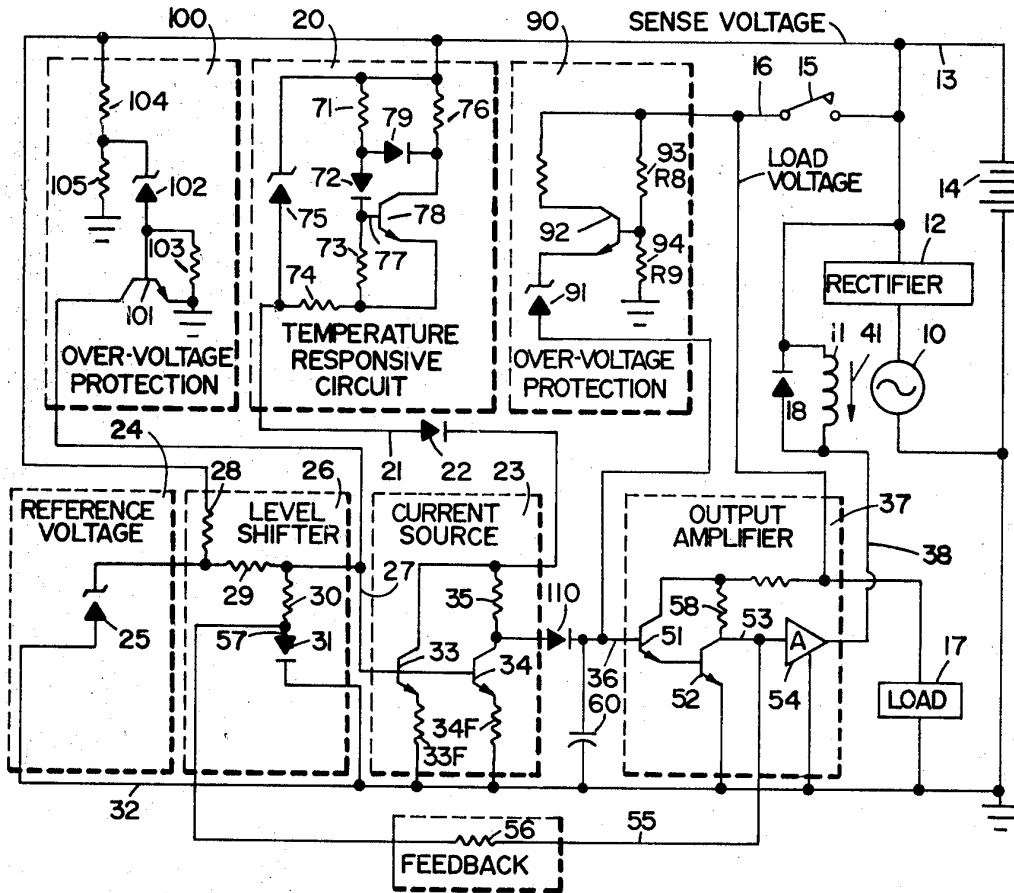 100
20
90
SENSE VOLTAGE
13
104
71
79
76
16
15
105
102
72
78
93
R8
LOAD
VOLTAGE
14
75
92
12
103
73
77
94
R9
RECTIFIER
101
74
91
11
41
10
OVER-VOLTAGE
PROTECTION
TEMPERATURE
RESPONSIVE
CIRCUIT
OVER-VOLTAGE
PROTECTION
18
24
28
26
21
22
23
REFERENCE
VOLTAGE
LEVEL
SHIFTER
CURRENT
SOURCE
OUTPUT
AMPLIFIER
37
38
29
27
35
110
30
58
53
25
57
31
33
34
36
51
A
17
60
52
54
LOAD
34F
33F
32
56
55
FEEDBACK